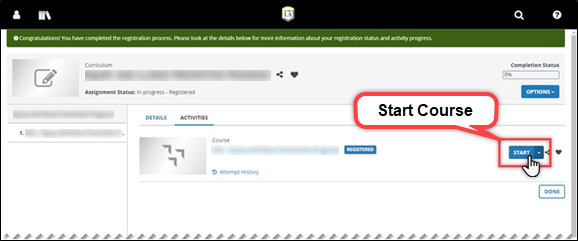 LA
Congratulations! You have completed the registration process. Please look at the details below for more information about your registration status and activity progress.
Curriculum
Completion Status
0%
Assignment Status: In progress - Registered
OPTIONS
Start Course
DETAILS
ACTIVITIES
1.
Course
REGISTERED
START
Attempt History
DONE